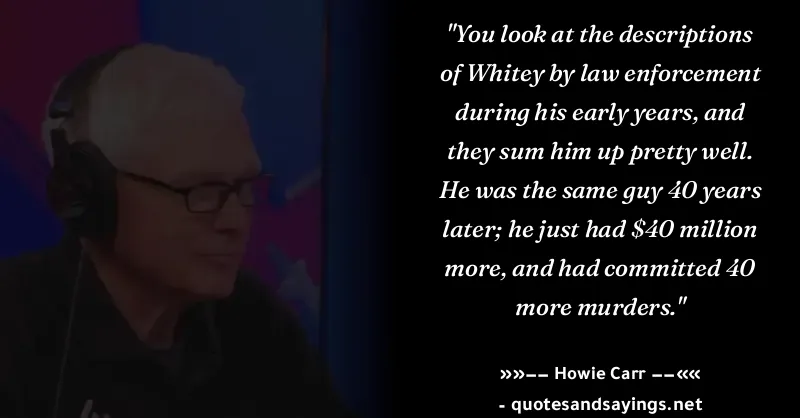 "You look at the descriptions
of Whitey by law enforcement
during his early years, and
they sum him up pretty well.
He was the same guy 40 years
later; he just had $40 million
more, and had committed 40
more murders."
»»—— Howie Carr ——««
- quotesandsayings.net